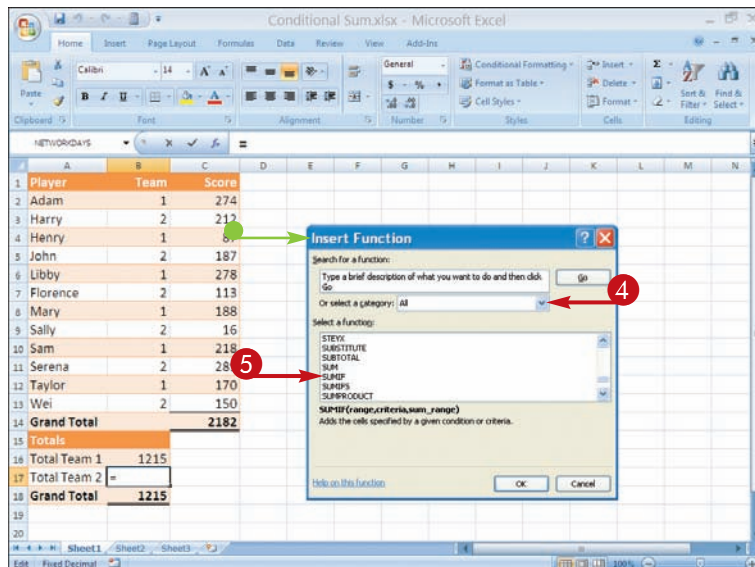 Conditional Sum.xlsx - Microsoft Excel
Home Insert Page Layout Formulas Data Review View Add-Ins
Paste
Calibri 14 A A
B I U A
General
$ - % ,
Conditional Formatting
Format as Table
Cell Styles
Insert
Delete
Format
Σ
Sort & Filter
Find & Select
Clipboard Font Alignment Number Styles Cells Editing
NETWORKDAYS fx =
A B C D E F G H I J K L M N
1 Player Team Score
2 Adam 1 274
3 Harry 2 212
4 Henry 1
5 John 2 187
6 Libby 1 278
7 Florence 2 113
8 Mary 1 188
9 Sally 2 16
10 Sam 1 218
11 Serena 2 28
12 Taylor 1 170
13 Wei 2 150
14 Grand Total 2182
15 Totals
16 Total Team 1 1215
17 Total Team 2 =
18 Grand Total 1215
19
20
Insert Function
Search for a function:
Type a brief description of what you want to do and then click
Go
Go
4
Or select a category: All
Select a function:
STEYX
SUBSTITUTE
SUBTOTAL
SUM
5
SUMIF
SUMIFS
SUMPRODUCT
SUMIF(range,criteria,sum_range)
Adds the cells specified by a given condition or criteria.
Help on this function
OK Cancel
Sheet1 Sheet2 Sheet3
Edit Fixed Decimal 100%